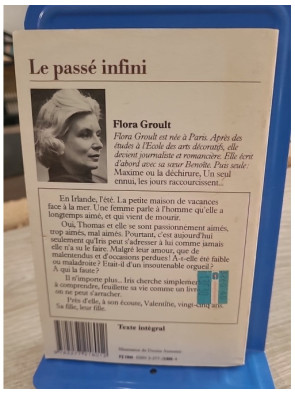 Le passé infini
Flora Groult
Flora Groult est née à Paris. Après des
études à l'Ecole des arts décoratifs, elle
devient journaliste et romancière. Elle écrit
d'abord avec sa sœur Benoîte. Puis seule:
Maxime ou la déchirure, Un seul
ennui, les jours raccourcissent...
En Irlande, l'été. La petite maison de vacances
face à la mer. Une femme parle à l'homme qu'elle a
longtemps aimé, et qui vient de mourir.
Oui, Thomas et elle se sont passionnément aimés,
trop aimés, mal aimés. Pourtant, c'est aujourd'hui
seulement qu'Iris peut s'adresser à lui comme jamais
elle n'a su le faire. Malgré leur amour, que de
malentendus et d'occasions perdues! A-t-elle été faible
ou maladroite? Etait-il d'un insoutenable orgueil?
A qui la faute?
Il n'importe plus... Iris cherche simplement
à comprendre, feuillette sa vie comme un livre
on ne peut s'arracher.
Près d'elle, à son écoute, Valentine, vingt-cinq ans.
Sa fille, leur fille.
Texte intégral